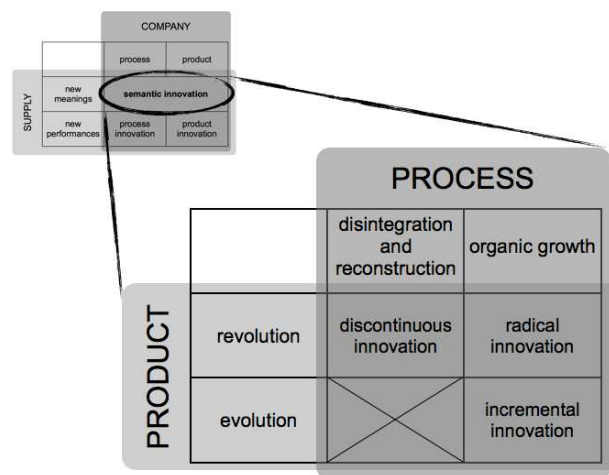 COMPANY
process product
SUPPLY
new
meanings
semantic innovation
new
performances
process
innovation
product
innovation
PROCESS
disintegration
and
reconstruction
organic growth
PRODUCT
revolution
discontinuous
innovation
radical
innovation
evolution
incremental
innovation